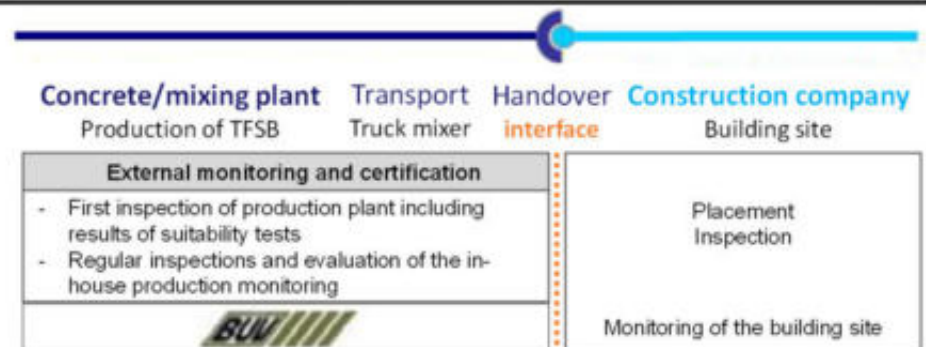 Concrete/mixing plant Transport Handover Construction company
Production of TFSB Truck mixer interface Building site
External monitoring and certification
- First inspection of production plant including
results of suitability tests
- Regular inspections and evaluation of the in-
house production monitoring
BUV
Placement
Inspection
Monitoring of the building site